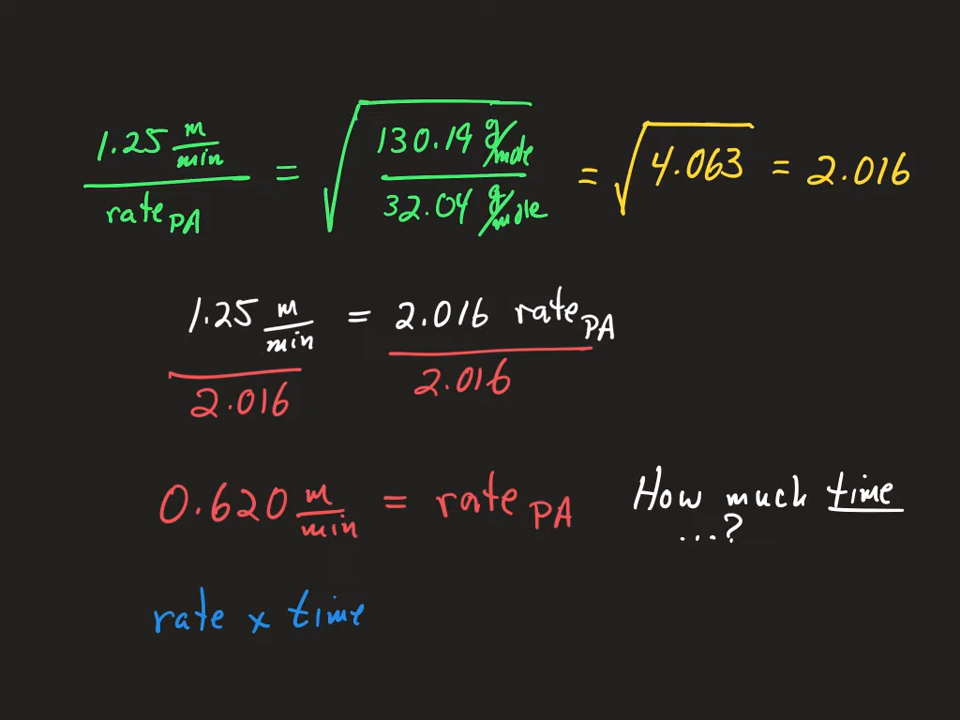 1.25 m/min / rate PA = √(130.19 g/mole / 32.04 g/mole) = √4.063 = 2.016
1.25 m/min = 2.016 rate PA
2.016 2.016
0.620 m/min = rate PA How much time
...?
rate x time